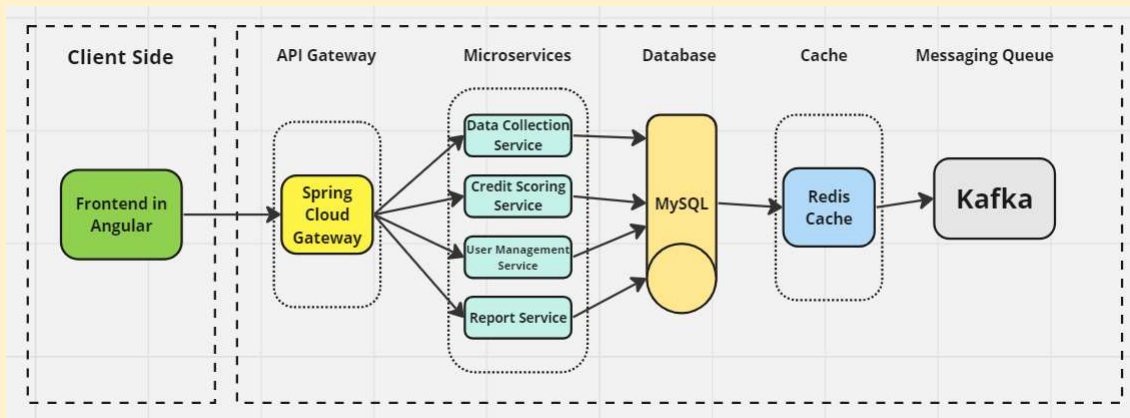 Client Side
API Gateway
Microservices
Database
Cache
Messaging Queue
Frontend in
Angular
Spring
Cloud
Gateway
Data Collection
Service
Credit Scoring
Service
User Management
Service
Report Service
MySQL
Redis
Cache
Kafka